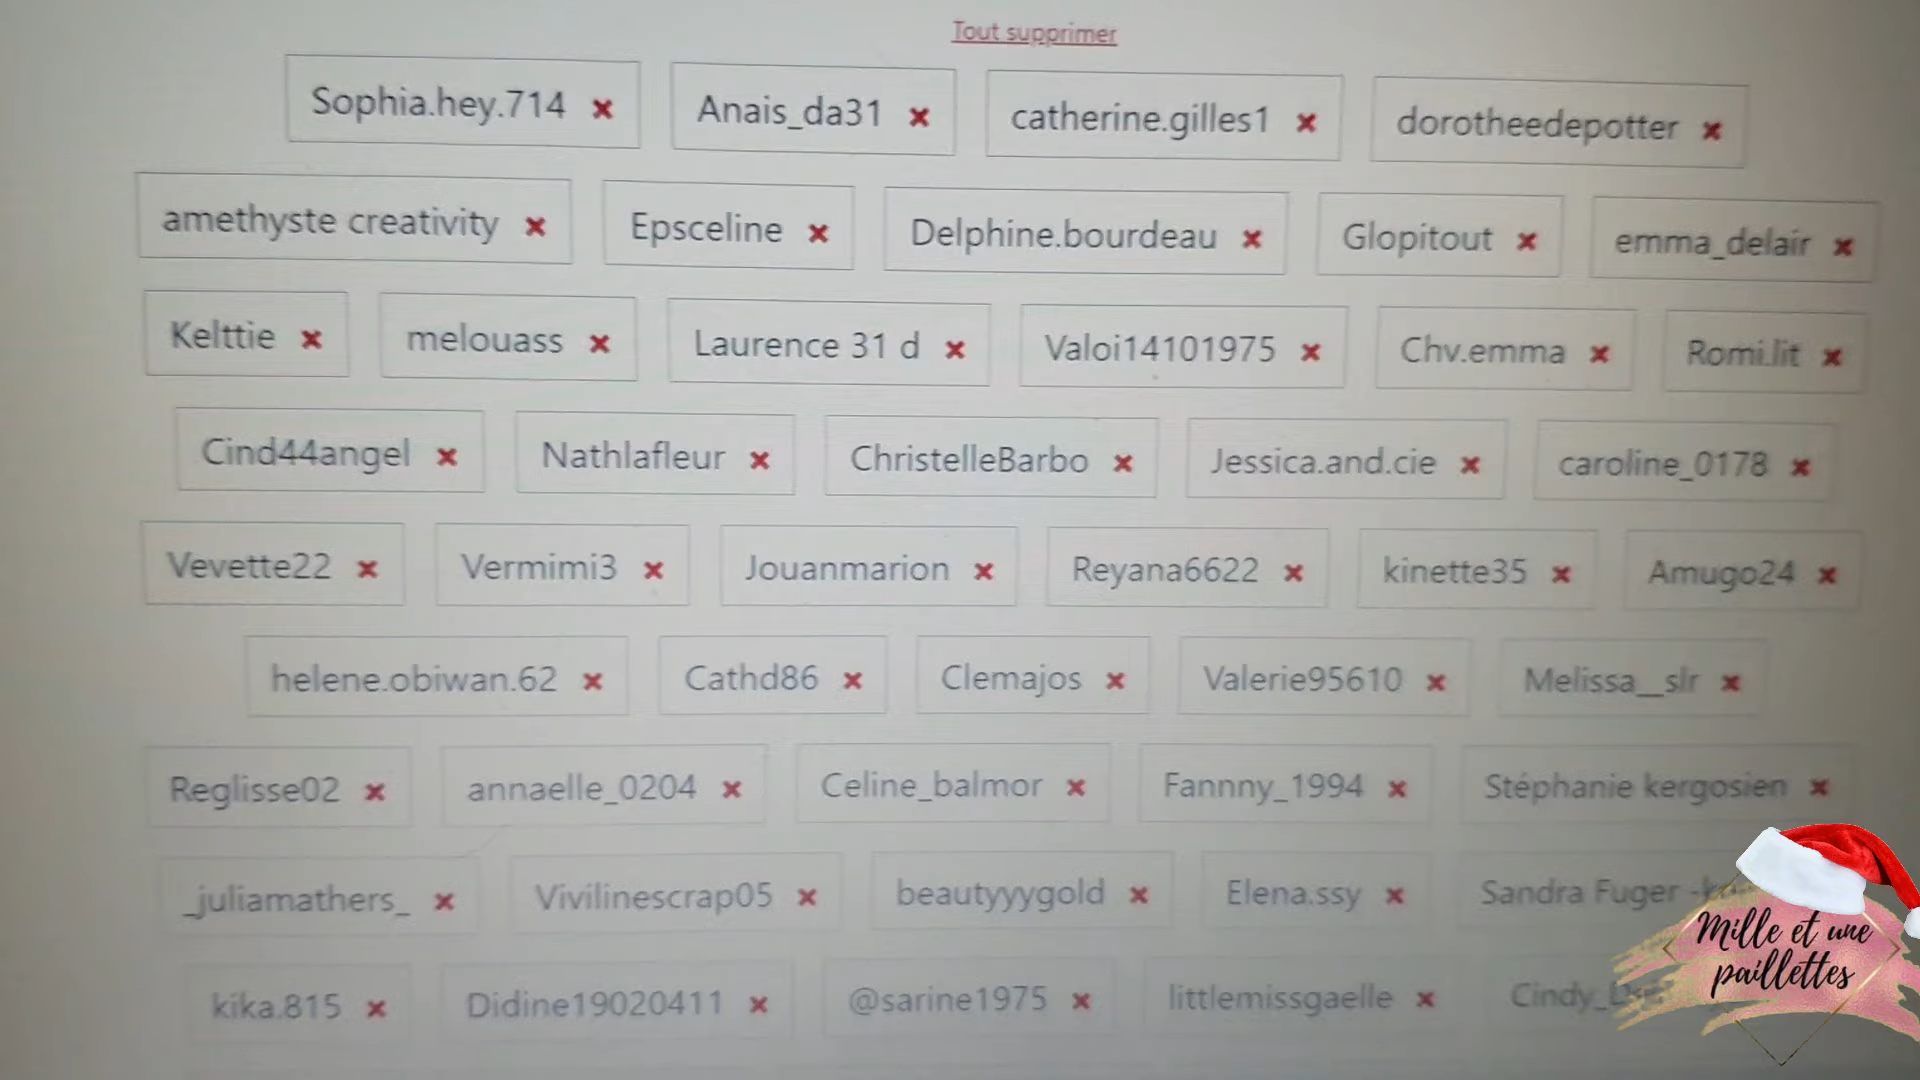 Tout supprimer
Sophia.hey.714 x Anais_da31 x catherine.gilles1 x dorotheedepotter x
amethyste creativity x Epsceline x Delphine.bourdeau x Glopitout x emma_delair x
Kelttie x melouass x Laurence 31 d x Valoi14101975 x Chv.emma x Romi.lit x
Cind44angel x Nathlafleur x ChristelleBarbo x Jessica.and.cie x caroline_0178 x
Vevette22 x Vermimi3 x Jouanmarion x Reyana6622 x kinette35 x Amugo24 x
helene.obiwan.62 x Cathd86 x Clemajos x Valerie95610 x Melissa__slr x
Reglisse02 x annaelle_0204 x Celine_balmor x Fannny_1994 x Stéphanie kergosien x
_juliamathers_ x Vivilinescrap05 x beautyyygold x Elena.ssy x Sandra Fuger
kika.815 x Didine19020411 x @sarine1975 x littlemissgaelle x
Mille et une
paillettes